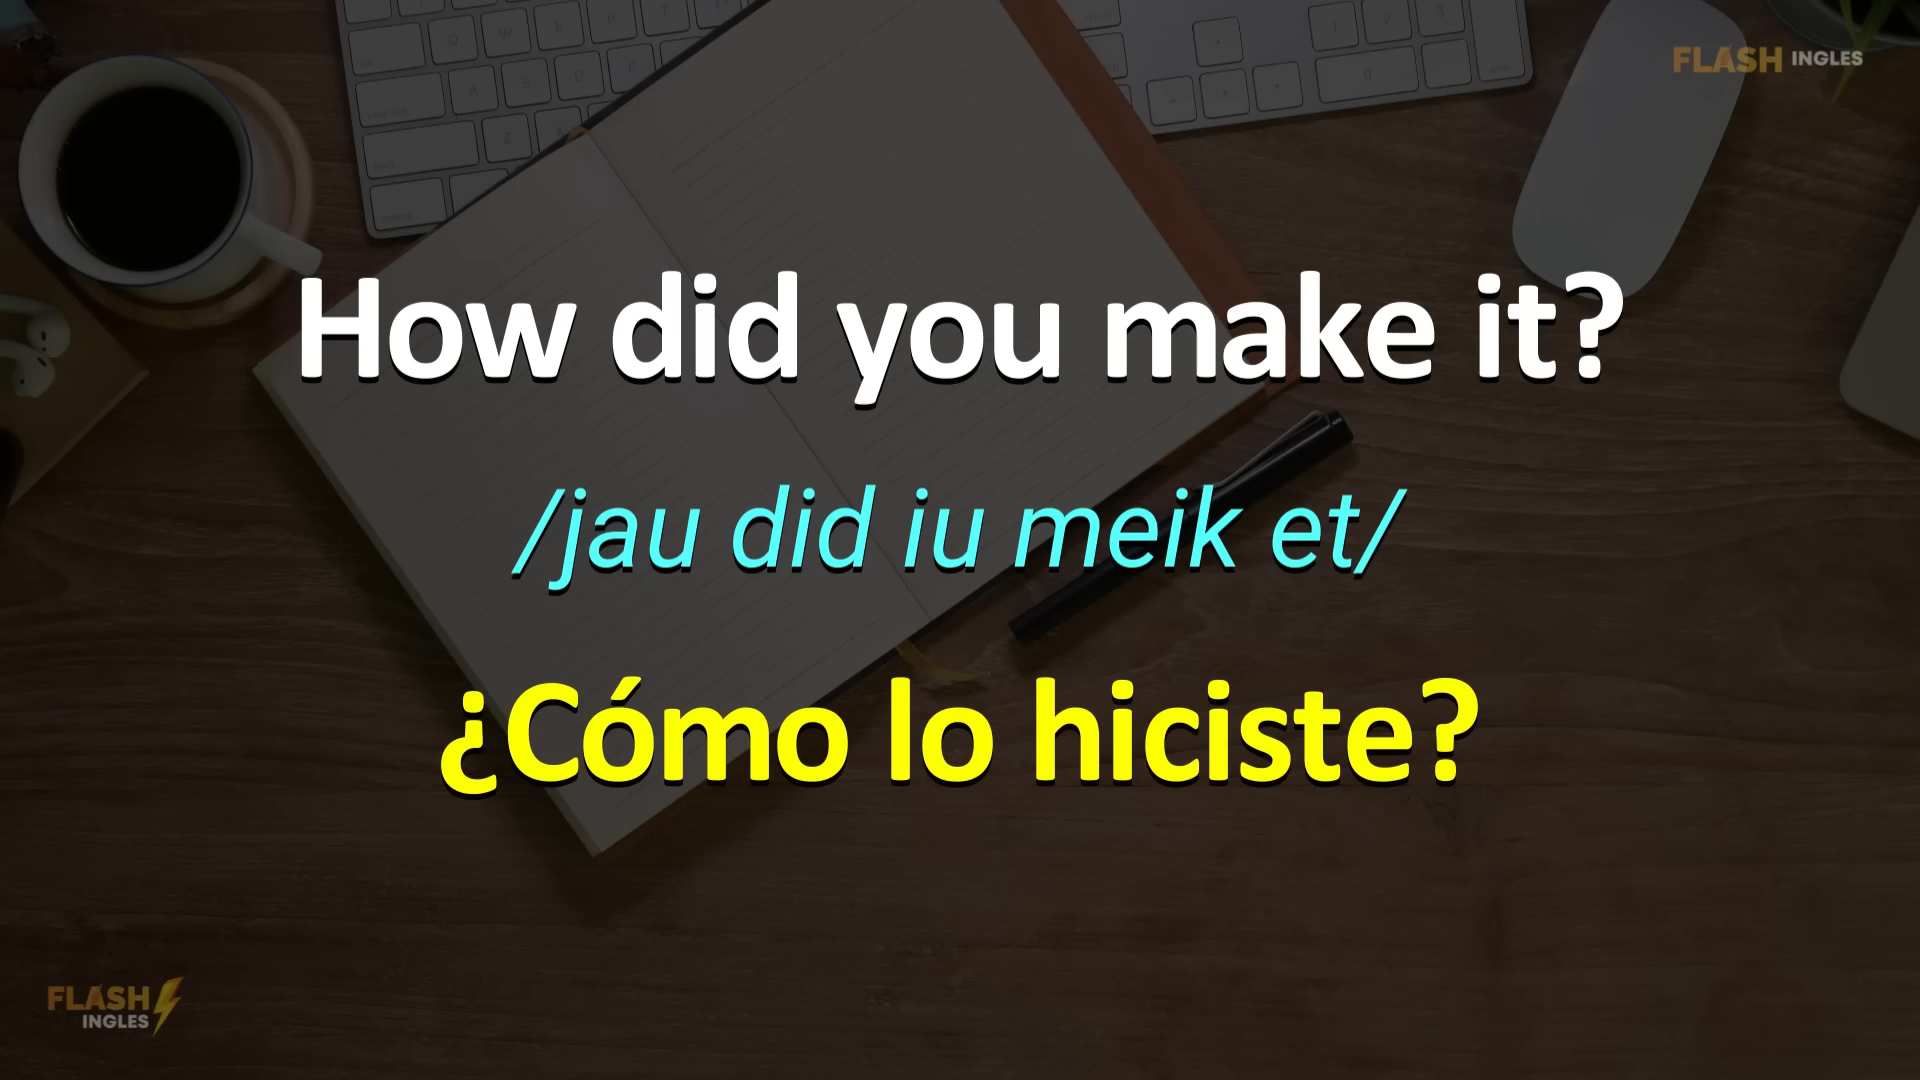 FLASH INGLES
How did you make it?
/jau did iu meik et/
¿Cómo lo hiciste?
FLASH
INGLES